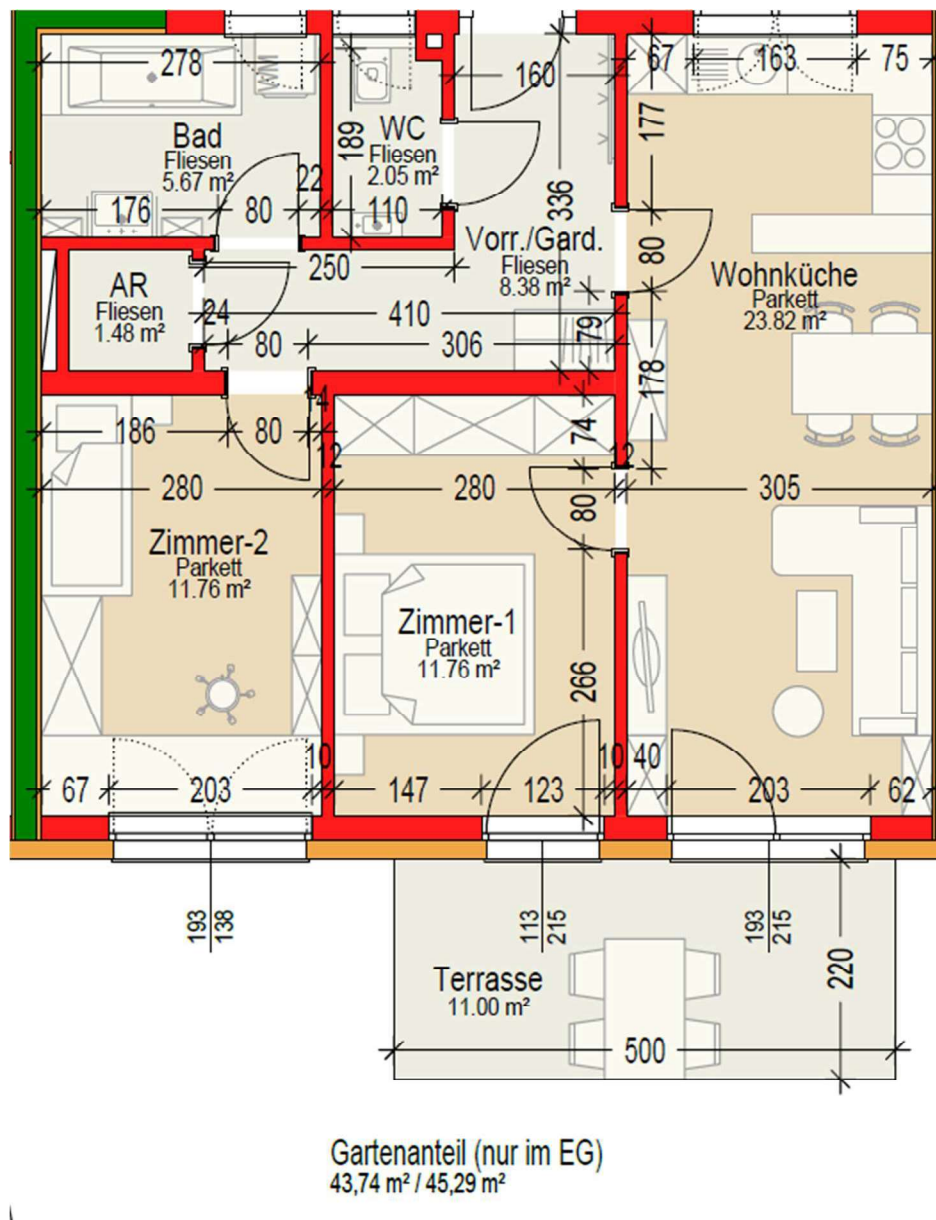 278
160
67
163
75
Bad
Fliesen
5.67 m²
189
WC
Fliesen
2.05 m²
177
22
176
80
110
336
Vorr./Gard.
Fliesen
8.38 m²
80
Wohnküche
Parkett
23.82 m²
250
AR
Fliesen
1.48 m²
24
410
80
306
79
178
14
186
80
74
12
12
280
280
80
305
Zimmer-2
Parkett
11.76 m²
Zimmer-1
Parkett
11.76 m²
266
10
10
40
67
203
147
123
203
62
193
138
113
215
193
215
Terrasse
11.00 m²
220
500
Gartenanteil (nur im EG)
43,74 m² / 45,29 m²